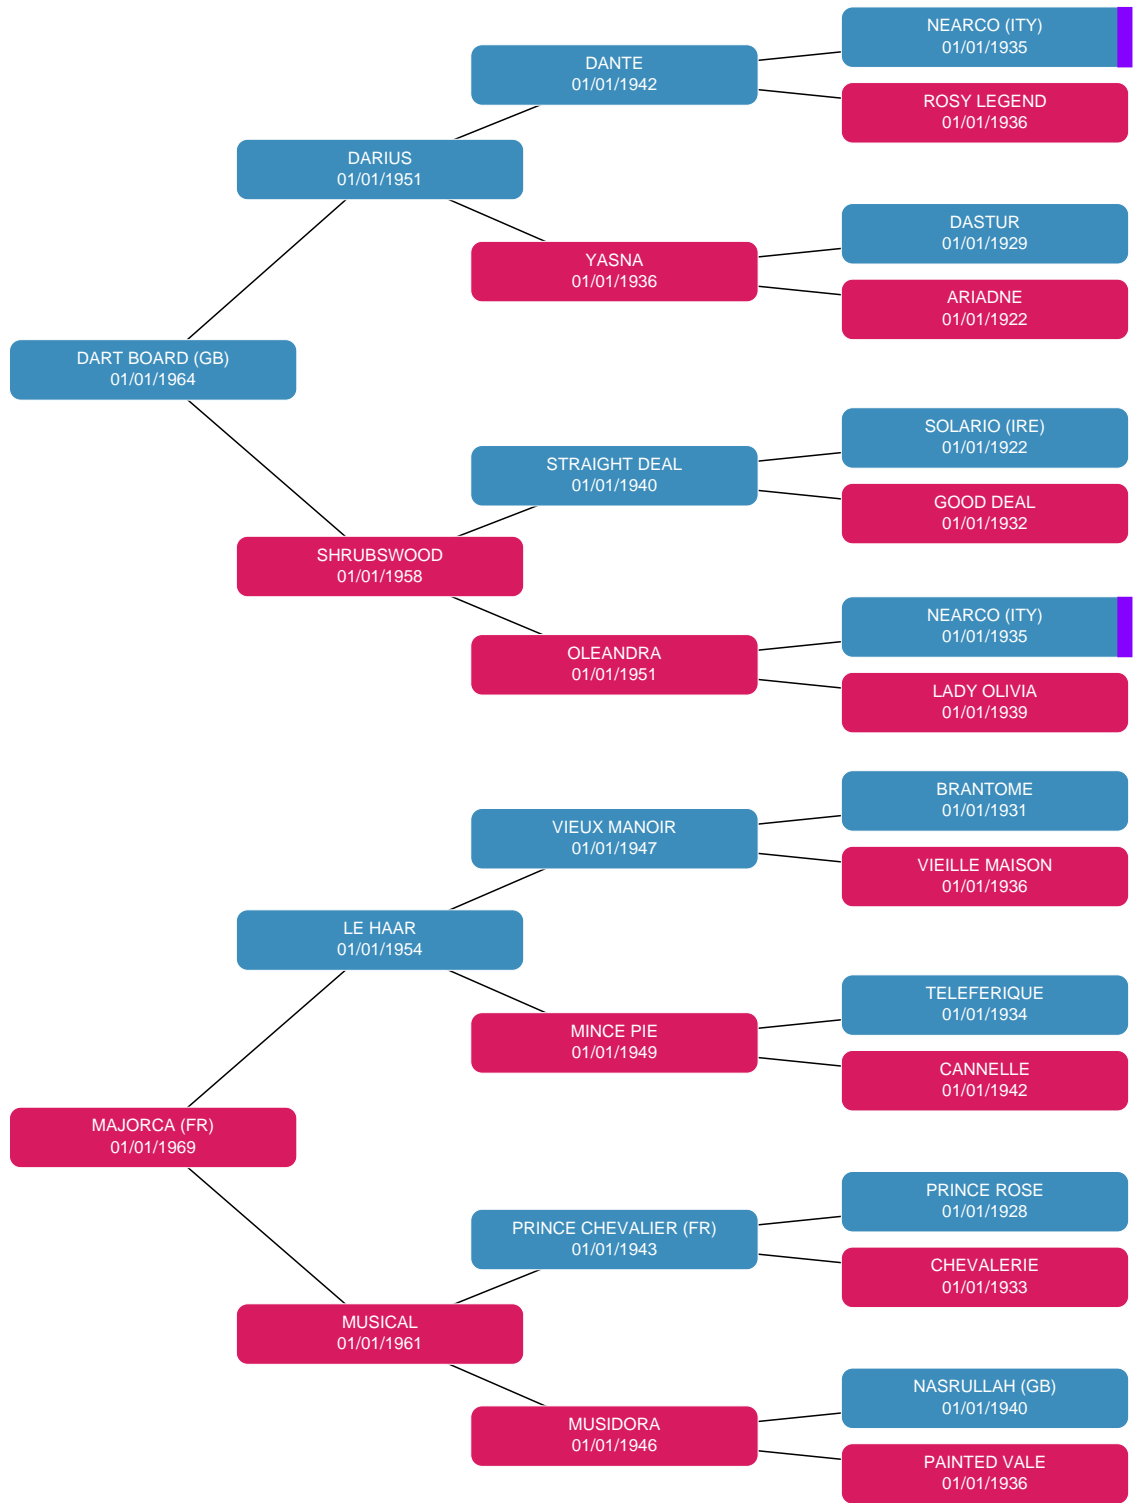 NEARCO (ITY)
01/01/1935
DANTE
01/01/1942
ROSY LEGEND
01/01/1936
DARIUS
01/01/1951
DASTUR
01/01/1929
YASNA
01/01/1936
ARIADNE
01/01/1922
DART BOARD (GB)
01/01/1964
SOLARIO (IRE)
01/01/1922
STRAIGHT DEAL
01/01/1940
GOOD DEAL
01/01/1932
SHRUBSWOOD
01/01/1958
NEARCO (ITY)
01/01/1935
OLEANDRA
01/01/1951
LADY OLIVIA
01/01/1939
BRANTOME
01/01/1931
VIEUX MANOIR
01/01/1947
VIEILLE MAISON
01/01/1936
LE HAAR
01/01/1954
TELEFERIQUE
01/01/1934
MINCE PIE
01/01/1949
CANNELLE
01/01/1942
MAJORCA (FR)
01/01/1969
PRINCE ROSE
01/01/1928
PRINCE CHEVALIER (FR)
01/01/1943
CHEVALERIE
01/01/1933
MUSICAL
01/01/1961
NASRULLAH (GB)
01/01/1940
MUSIDORA
01/01/1946
PAINTED VALE
01/01/1936